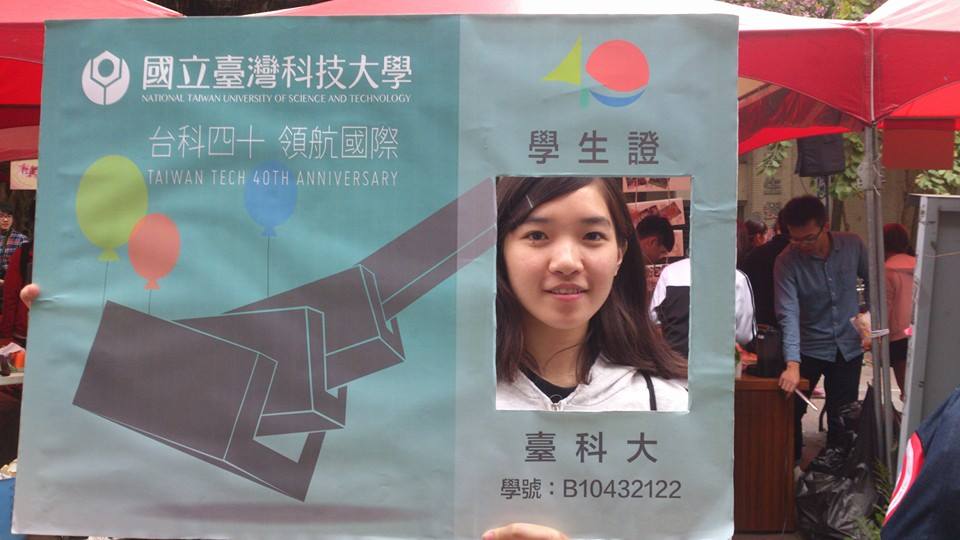 國立臺灣科技大學
NATIONAL TAIWAN UNIVERSITY OF SCIENCE AND TECHNOLOGY
台科四十 領航國際
TAIWAN TECH 40TH ANNIVERSARY
40
學生證
臺科大
學號：B10432122